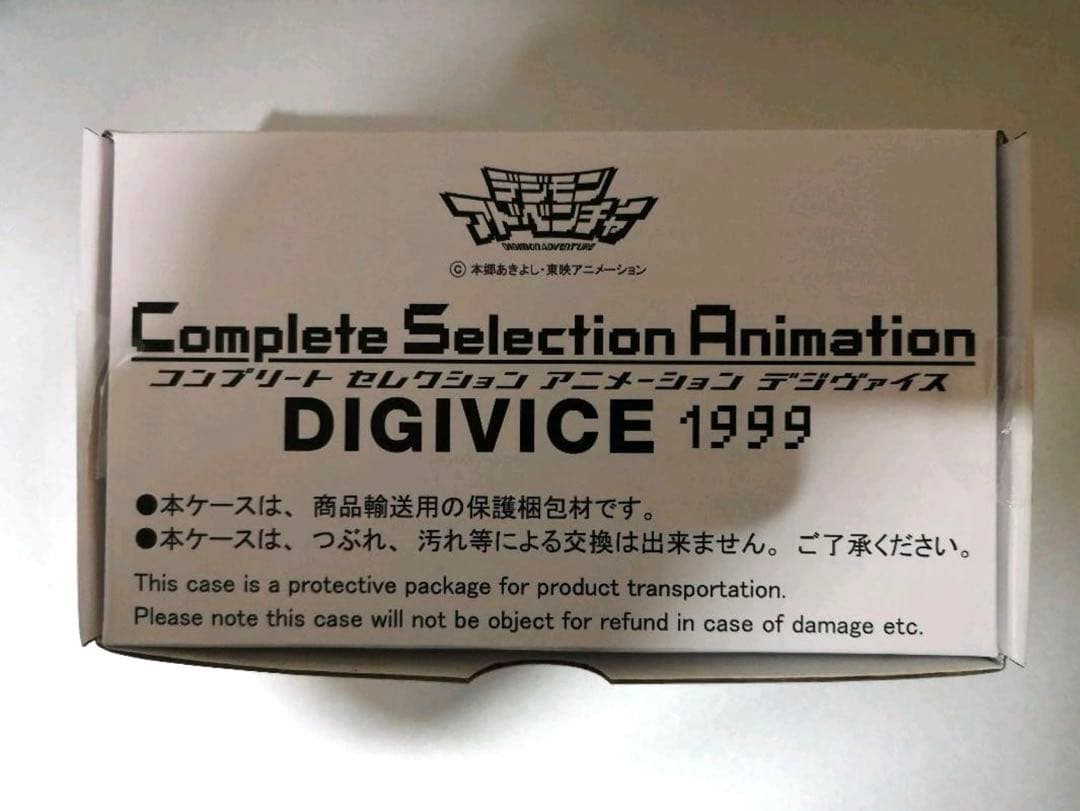 デジモン
アドベンチャー
DIGIMON ADVENTURE
© 本郷あきよし・東映アニメーション
Complete Selection Animation
コンプリート セレクション アニメーション デジヴァイス
DIGIVICE 1999
●本ケースは、商品輸送用の保護梱包材です。
●本ケースは、つぶれ、汚れ等による交換は出来ません。ご了承ください。
This case is a protective package for product transportation.
Please note this case will not be object for refund in case of damage etc.